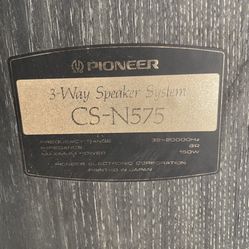 PIONEER
3-Way Speaker System
CS-N575
FREQUENCY RANGE 35-20000Hz
IMPEDANCE 8Ω
MAXIMUM POWER 150W
PIONEER ELECTRONIC CORPORATION
PRINTED IN JAPAN